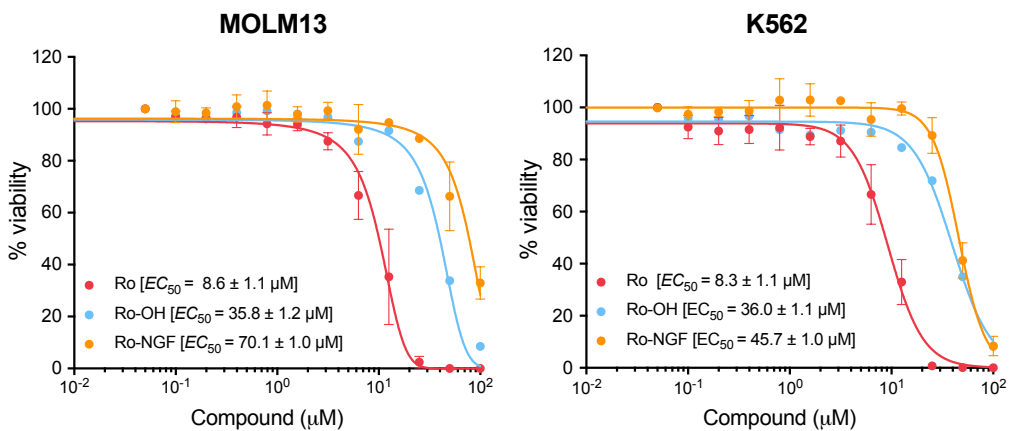 MOLM13
120
100
80
60
40
20
0
% viability
Ro [EC50 = 8.6 ± 1.1 μM]
Ro-OH [EC50 = 35.8 ± 1.2 μM]
Ro-NGF [EC50 = 70.1 ± 1.0 μM]
10-2 10-1 100 101 102
Compound (μM)
K562
120
100
80
60
40
20
0
% viability
Ro [EC50 = 8.3 ± 1.1 μM]
Ro-OH [EC50 = 36.0 ± 1.1 μM]
Ro-NGF [EC50 = 45.7 ± 1.0 μM]
10-2 10-1 100 101 102
Compound (μM)